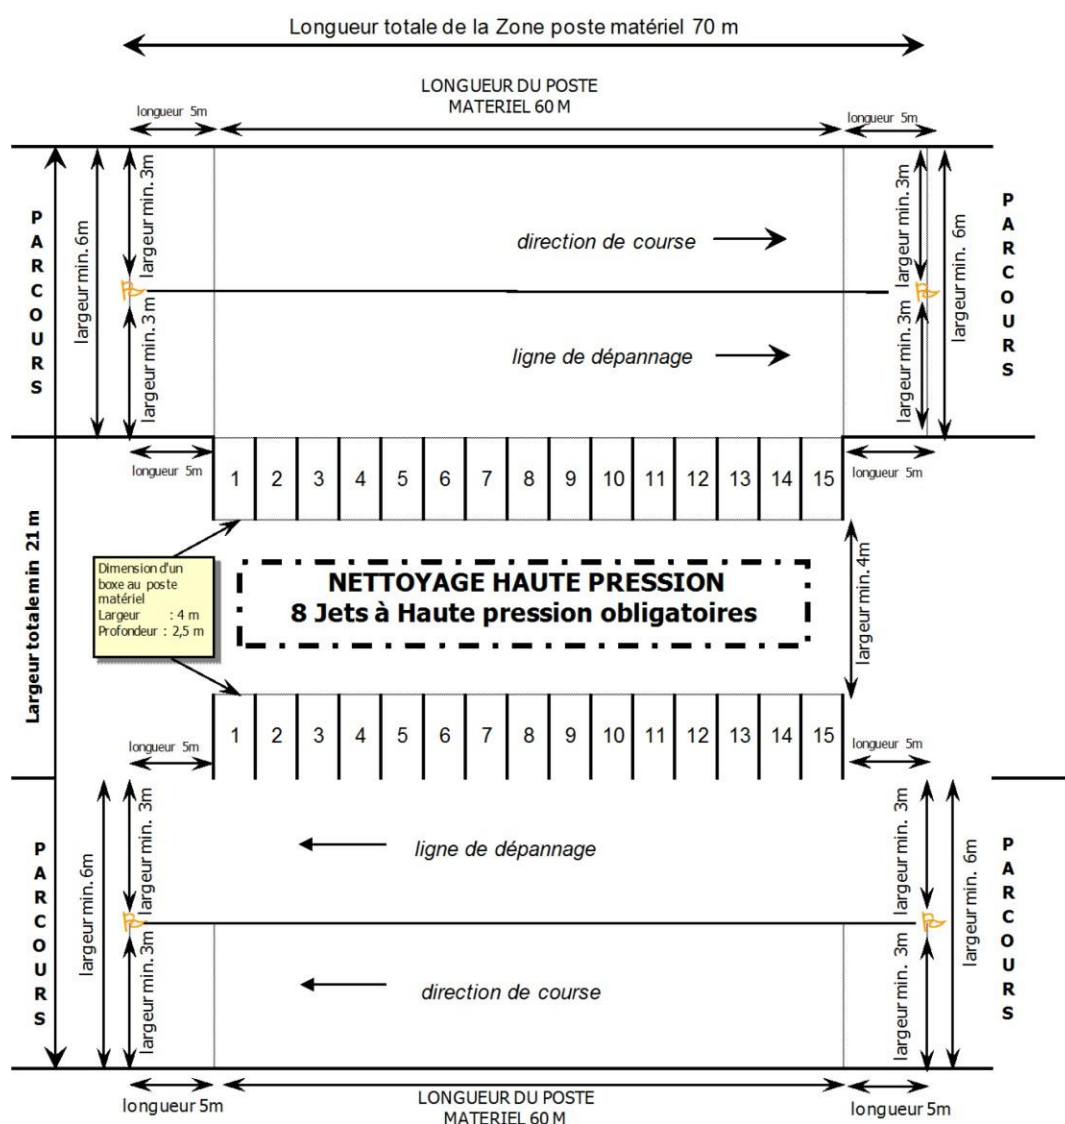 Longueur totale de la Zone poste matériel 70 m
LONGUEUR DU POSTE
MATERIEL 60 M
longueur 5m
longueur 5m
PARCOURS
largeur min. 6m
largeur min. 3m
largeur min. 3m
direction de course
ligne de dépannage
largeur min. 3m
largeur min. 3m
largeur min. 6m
PARCOURS
longueur 5m
1 2 3 4 5 6 7 8 9 10 11 12 13 14 15
longueur 5m
Largeur totale min 21 m
Dimension d'un
boxe au poste
matériel
Largeur : 4 m
Profondeur : 2,5 m
NETTOYAGE HAUTE PRESSION
8 Jets à Haute pression obligatoires
largeur min. 4m
longueur 5m
1 2 3 4 5 6 7 8 9 10 11 12 13 14 15
longueur 5m
PARCOURS
largeur min. 6m
largeur min. 3m
largeur min. 3m
ligne de dépannage
direction de course
largeur min. 3m
largeur min. 3m
largeur min. 6m
PARCOURS
longueur 5m
LONGUEUR DU POSTE
MATERIEL 60 M
longueur 5m